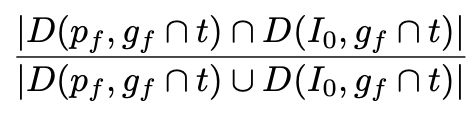 |D(p_f, g_f ∩ t) ∩ D(I_0, g_f ∩ t)|
|D(p_f, g_f ∩ t) ∪ D(I_0, g_f ∩ t)|